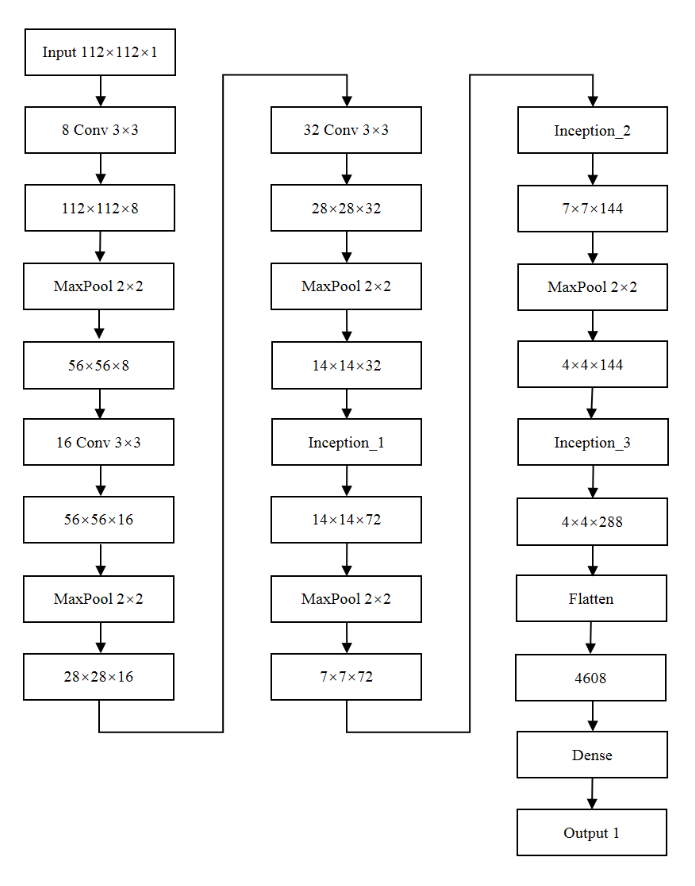 Input 112×112×1
8 Conv 3×3
112×112×8
MaxPool 2×2
56×56×8
16 Conv 3×3
56×56×16
MaxPool 2×2
28×28×16
32 Conv 3×3
28×28×32
MaxPool 2×2
14×14×32
Inception_1
14×14×72
MaxPool 2×2
7×7×72
Inception_2
7×7×144
MaxPool 2×2
4×4×144
Inception_3
4×4×288
Flatten
4608
Dense
Output 1